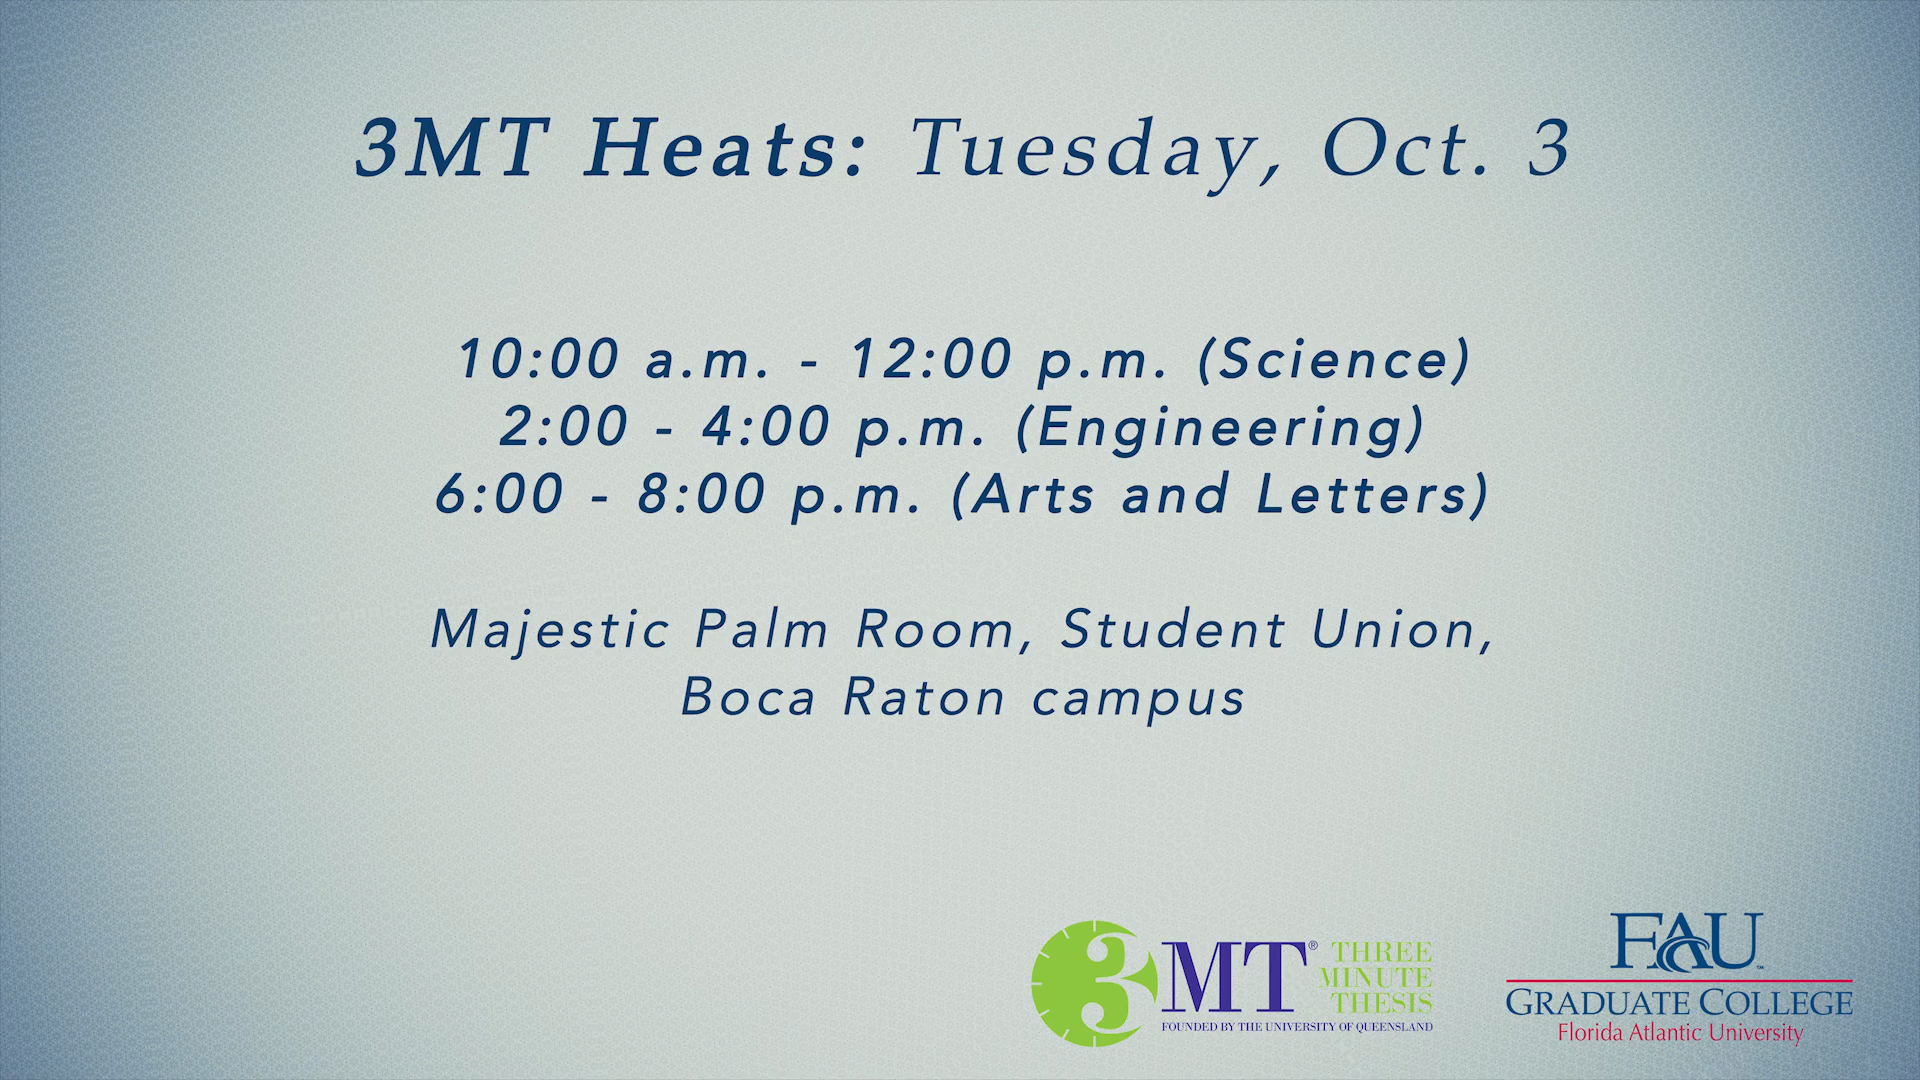 3MT Heats: Tuesday, Oct. 3
10:00 a.m. - 12:00 p.m. (Science)
2:00 - 4:00 p.m. (Engineering)
6:00 - 8:00 p.m. (Arts and Letters)
Majestic Palm Room, Student Union,
Boca Raton campus
3MT® THREE
MINUTE
THESIS
FOUNDED BY THE UNIVERSITY OF QUEENSLAND
FAU™
GRADUATE COLLEGE
Florida Atlantic University